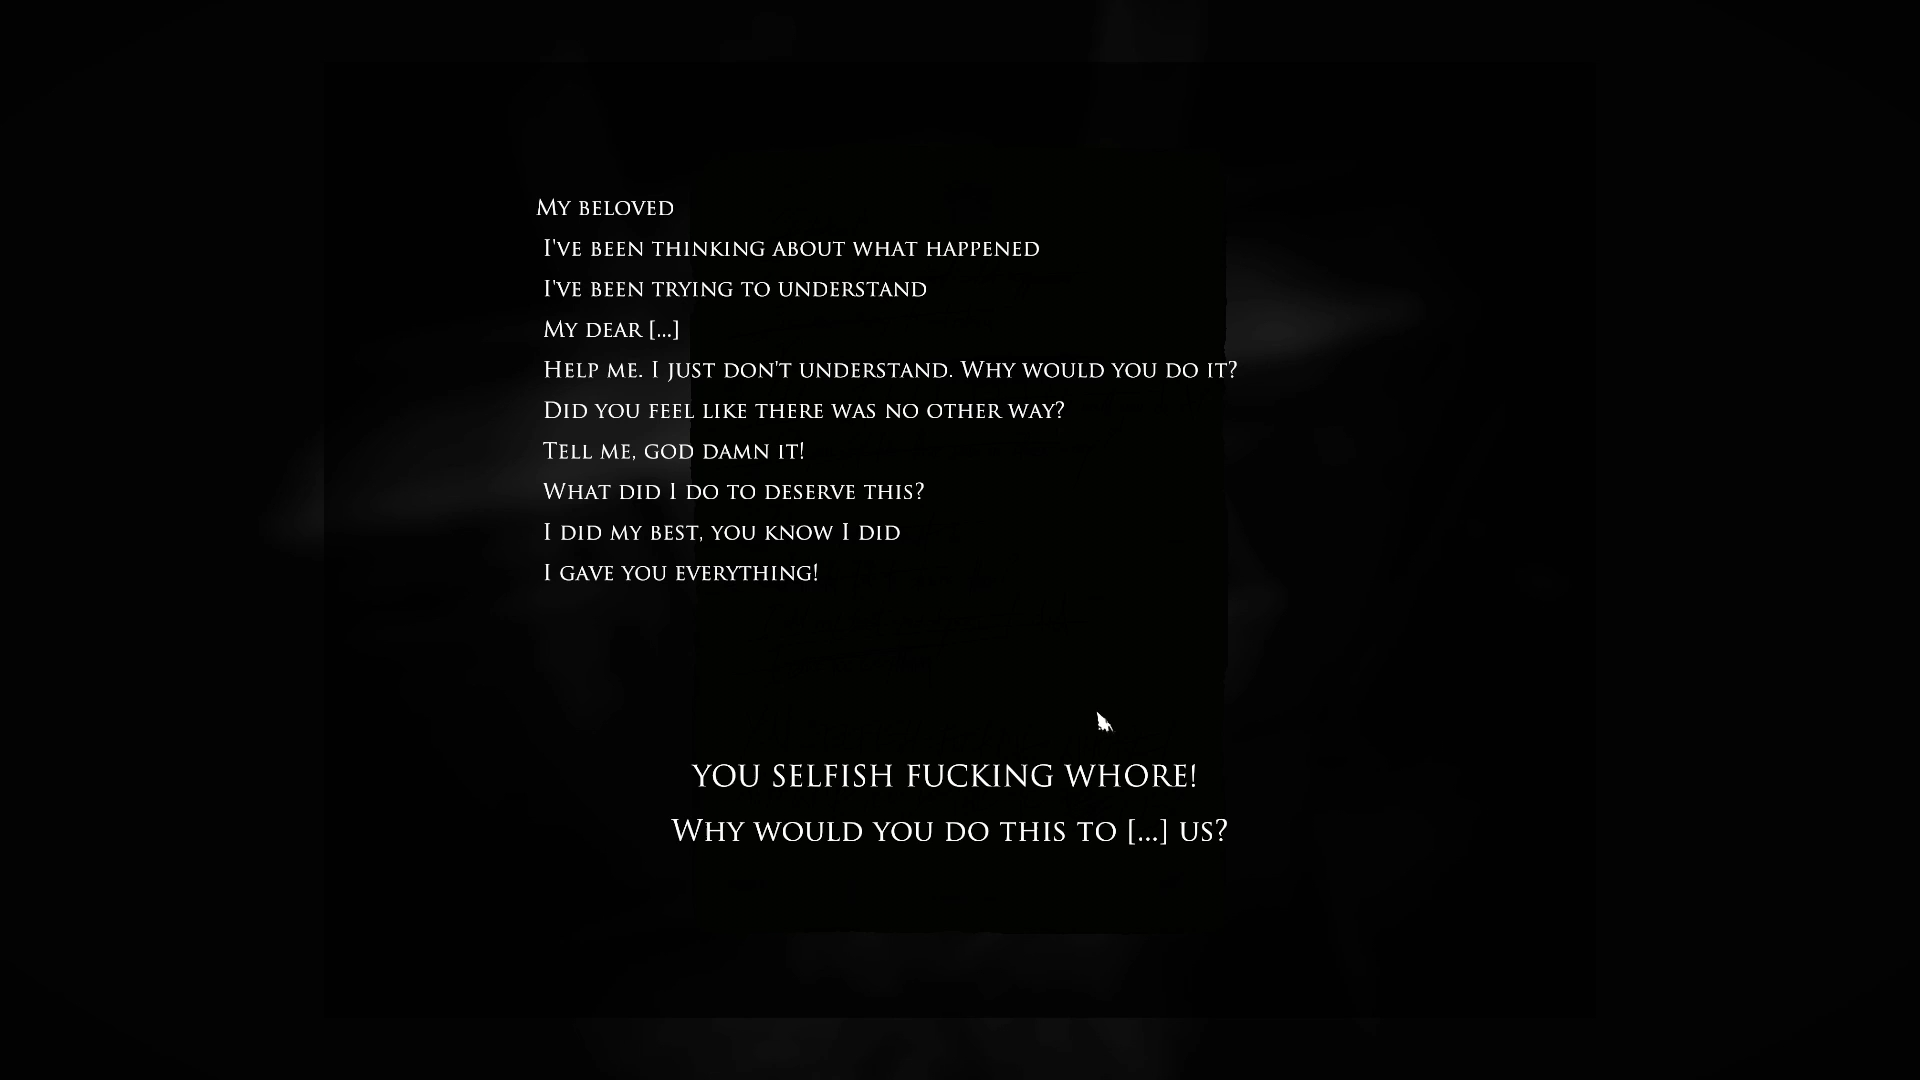 My beloved
I've been thinking about what happened
I've been trying to understand
My dear [...]
Help me. I just don't understand. Why would you do it?
Did you feel like there was no other way?
Tell me, god damn it!
What did I do to deserve this?
I did my best, you know I did
I gave you everything!
YOU SELFISH FUCKING WHORE!
Why would you do this to [...] us?